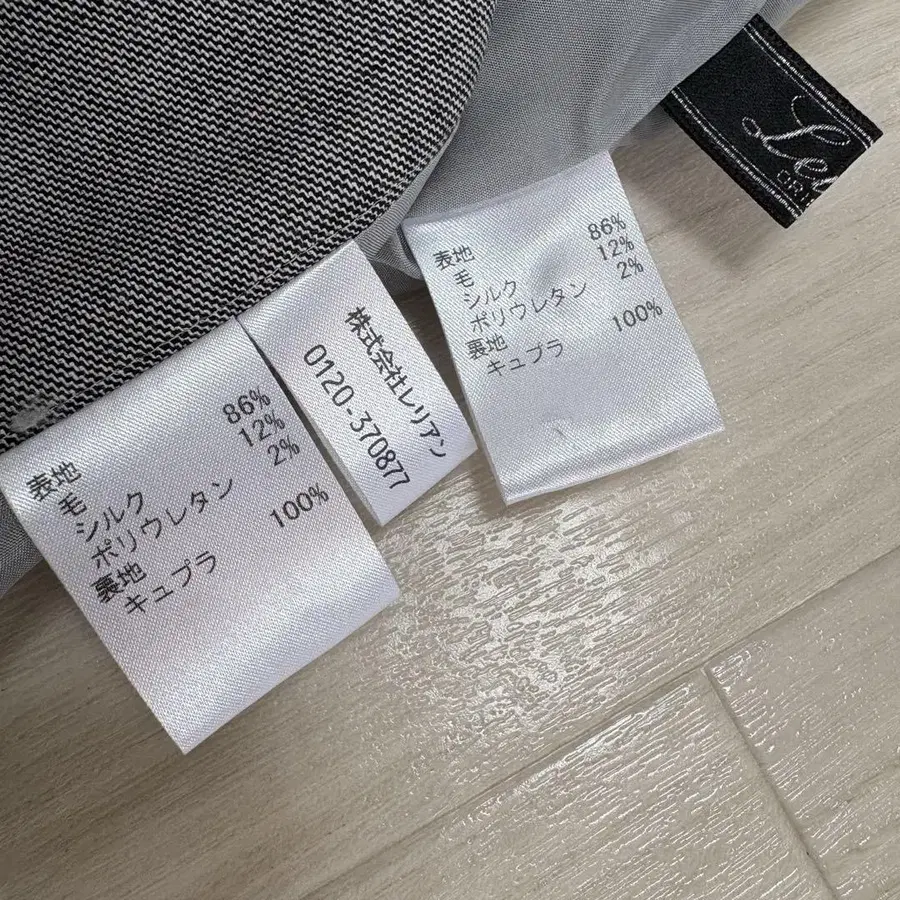 表地
毛 86%
シルク 12%
ポリウレタン 2%
裏地
キュプラ 100%
株式会社レリアン
0120-370877
表地
毛 86%
シルク 12%
ポリウレタン 2%
裏地
キュプラ 100%